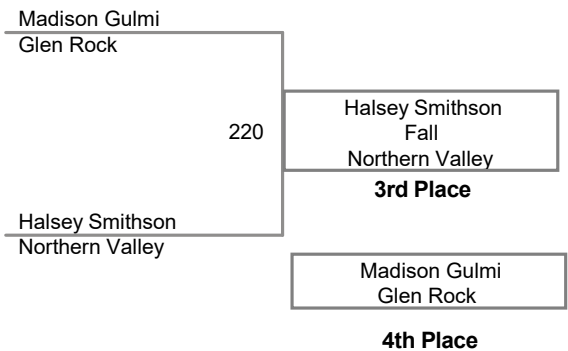 Madison Gulmi
Glen Rock
220
Halsey Smithson
Fall
Northern Valley
3rd Place
Halsey Smithson
Northern Valley
Madison Gulmi
Glen Rock
4th Place